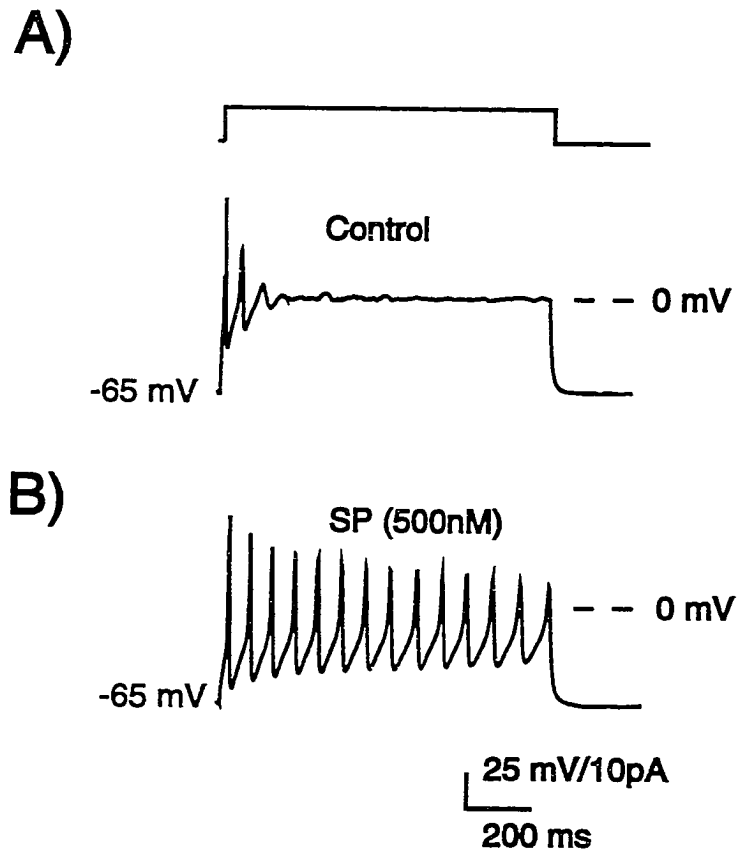 A)
Control
0 mV
-65 mV
B)
SP (500nM)
0 mV
-65 mV
25 mV/10pA
200 ms